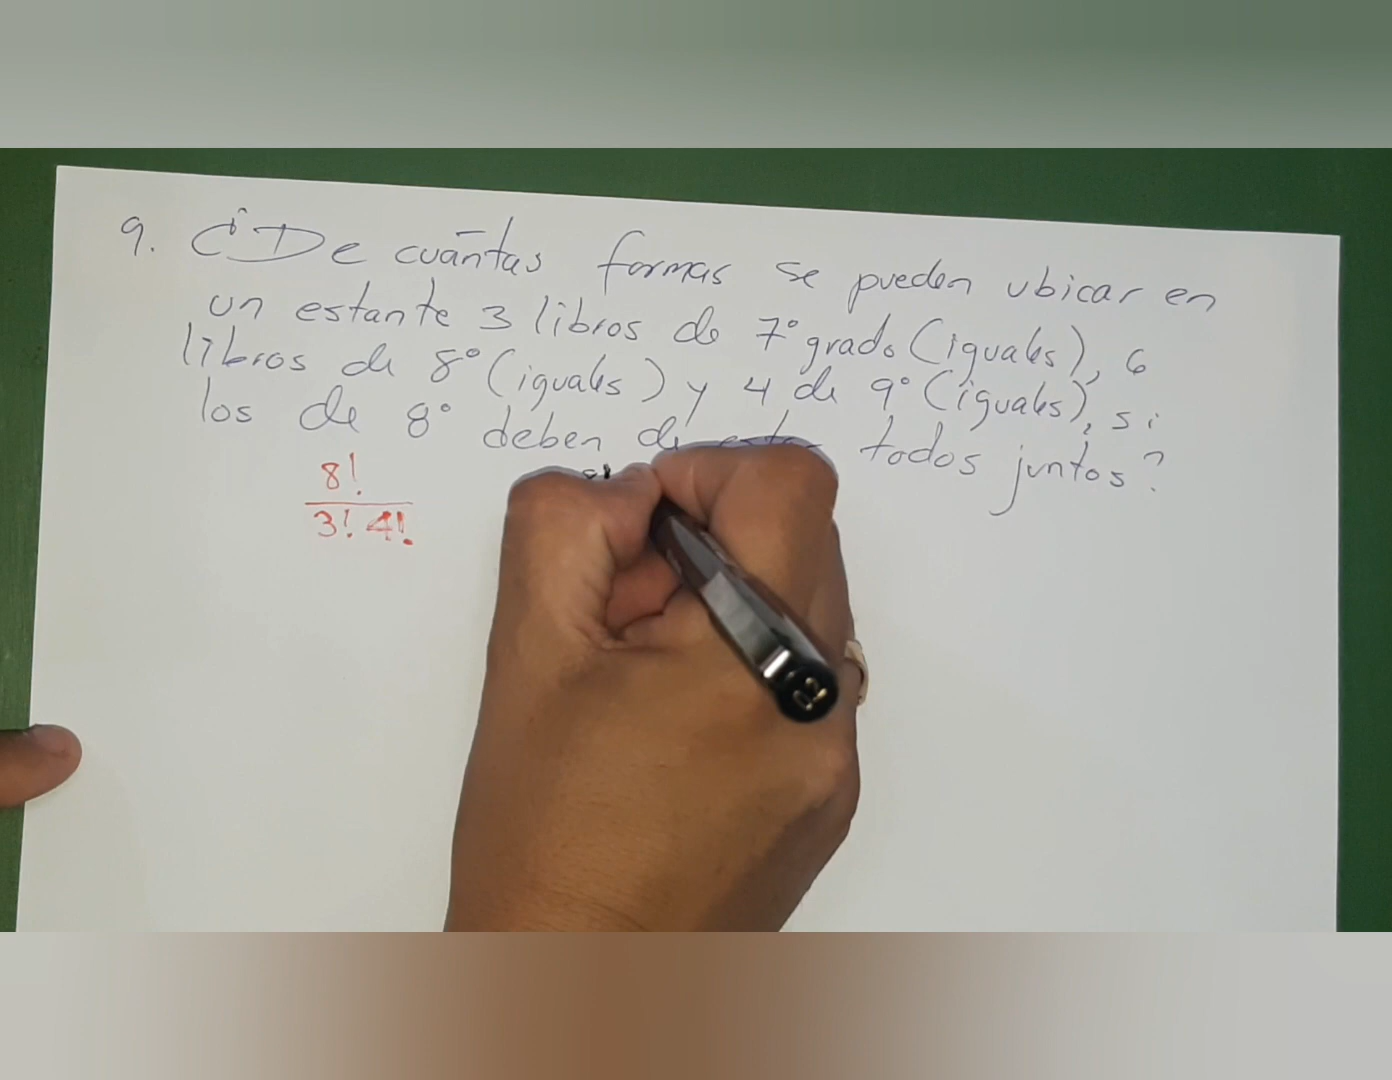 9. ¿De cuántas formas se pueden ubicar en
un estante 3 libros de 7° grado (iguales), 6
libros de 8° (iguales) y 4 de 9° (iguales), si
los de 8° deben de estar todos juntos?
8!
3! 4!